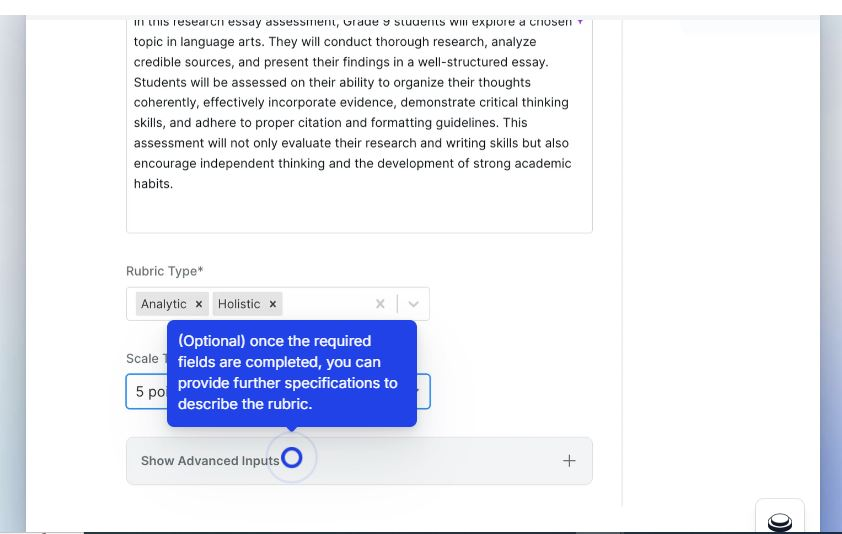 In this research essay assessment, Grade 9 students will explore a chosen
topic in language arts. They will conduct thorough research, analyze
credible sources, and present their findings in a well-structured essay.
Students will be assessed on their ability to organize their thoughts
coherently, effectively incorporate evidence, demonstrate critical thinking
skills, and adhere to proper citation and formatting guidelines. This
assessment will not only evaluate their research and writing skills but also
encourage independent thinking and the development of strong academic
habits.
Rubric Type*
Analytic × Holistic ×
(Optional) once the required
fields are completed, you can
provide further specifications to
describe the rubric.
Scale
5
Show Advanced Inputs